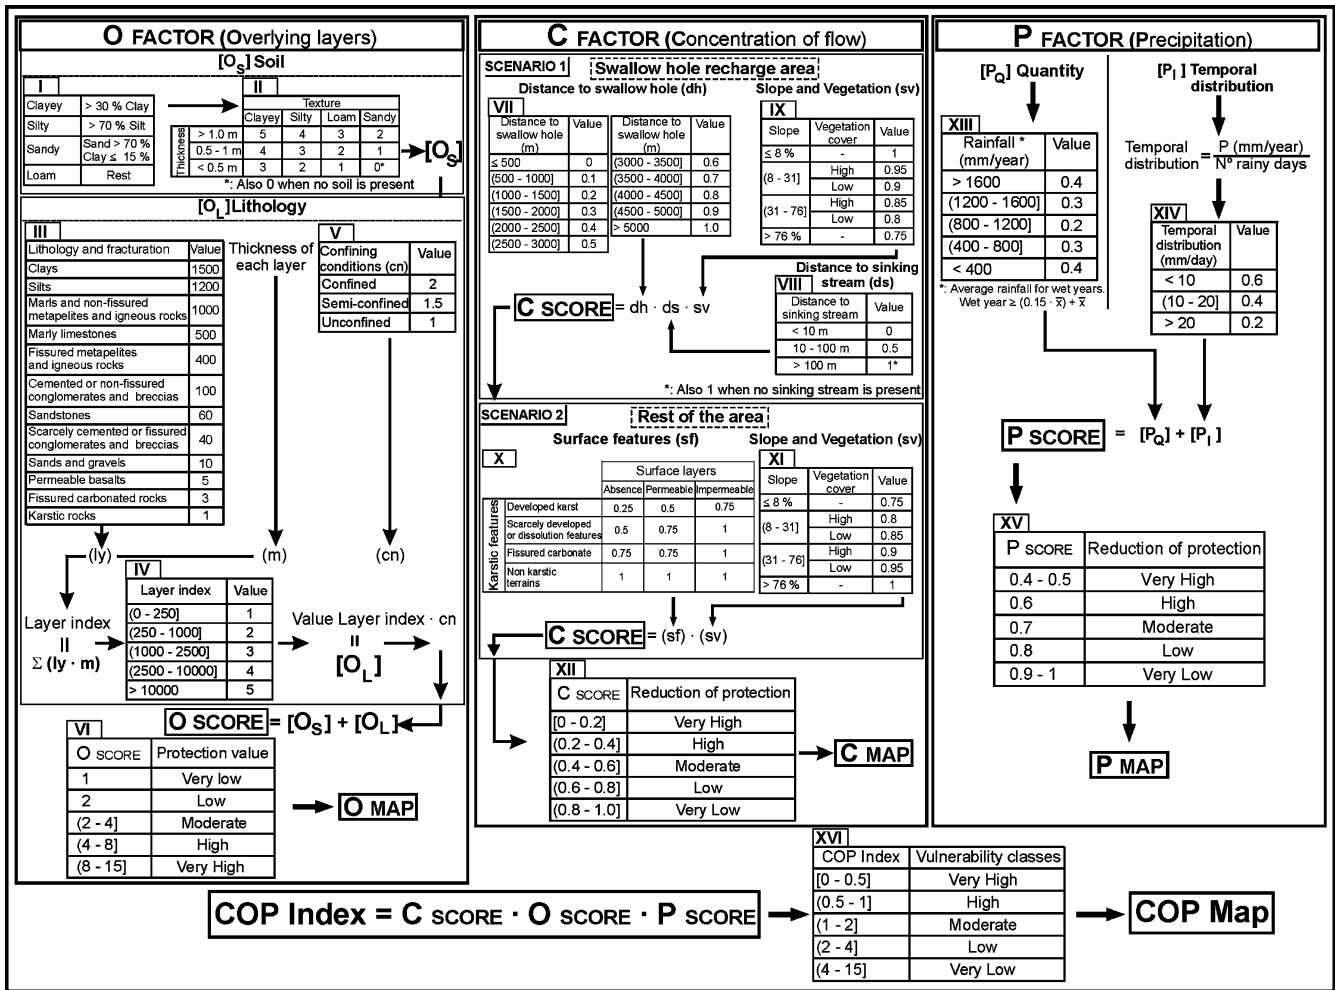 O FACTOR (Overlying layers)
[OS] Soil
I
Clayey > 30 % Clay
Silty > 70 % Silt
Sandy Sand > 70 % Clay ≤ 15 %
Loam Rest
II
Texture
Clayey Silty Loam Sandy
Thickness
> 1.0 m 5 4 3 2
0.5 - 1 m 4 3 2 1
< 0.5 m 3 2 1 0*
[OS]
*: Also 0 when no soil is present
[OL] Lithology
III
Lithology and fracturation Value
Clays 1500
Silts 1200
Marls and non-fissured metapelites and igneous rocks 1000
Marly limestones 500
Fissured metapelites and igneous rocks 400
Cemented or non-fissured conglomerates and breccias 100
Sandstones 60
Scarcely cemented or fissured conglomerates and breccias 40
Sands and gravels 10
Permeable basalts 5
Fissured carbonated rocks 3
Karstic rocks 1
Thickness of
each layer
V
Confining conditions (cn) Value
Confined 2
Semi-confined 1.5
Unconfined 1
(ly) (m) (cn)
Layer index
=
Σ (ly · m)
IV
Layer index Value
(0 - 250] 1
(250 - 1000] 2
(1000 - 2500] 3
(2500 - 10000] 4
> 10000 5
Value Layer index · cn
=
[OL]
O SCORE = [OS] + [OL]
VI
O SCORE Protection value
1 Very low
2 Low
(2 - 4] Moderate
(4 - 8] High
(8 - 15] Very High
O MAP
C FACTOR (Concentration of flow)
SCENARIO 1
Swallow hole recharge area
Distance to swallow hole (dh)
VII
Distance to swallow hole (m) Value Distance to swallow hole (m) Value
≤ 500 0 (3000 - 3500] 0.6
(500 - 1000] 0.1 (3500 - 4000] 0.7
(1000 - 1500] 0.2 (4000 - 4500] 0.8
(1500 - 2000] 0.3 (4500 - 5000] 0.9
(2000 - 2500] 0.4 > 5000 1.0
(2500 - 3000] 0.5
Slope and Vegetation (sv)
IX
Slope Vegetation cover Value
≤ 8 % - 1
(8 - 31] High 0.95
Low 0.9
(31 - 76] High 0.85
Low 0.8
> 76 % - 0.75
Distance to sinking
stream (ds)
VIII
Distance to sinking stream Value
< 10 m 0
10 - 100 m 0.5
> 100 m 1*
C SCORE = dh · ds · sv
*: Also 1 when no sinking stream is present
SCENARIO 2
Rest of the area
Surface features (sf)
X
Surface layers
Absence Permeable Impermeable
Karstic features
Developed karst 0.25 0.5 0.75
Scarcely developed or dissolution features 0.5 0.75 1
Fissured carbonate 0.75 0.75 1
Non karstic terrains 1 1 1
Slope and Vegetation (sv)
XI
Slope Vegetation cover Value
≤ 8 % - 0.75
(8 - 31] High 0.8
Low 0.85
(31 - 76] High 0.9
Low 0.95
> 76 % - 1
C SCORE = (sf) · (sv)
XII
C SCORE Reduction of protection
[0 - 0.2] Very High
(0.2 - 0.4] High
(0.4 - 0.6] Moderate
(0.6 - 0.8] Low
(0.8 - 1.0] Very Low
C MAP
P FACTOR (Precipitation)
[PQ] Quantity
XIII
Rainfall * (mm/year) Value
> 1600 0.4
(1200 - 1600] 0.3
(800 - 1200] 0.2
(400 - 800] 0.3
< 400 0.4
*: Average rainfall for wet years.
Wet year ≥ (0.15 · x̄) + x̄
[PI] Temporal
distribution
Temporal distribution = P (mm/year) / Nº rainy days
XIV
Temporal distribution (mm/day) Value
< 10 0.6
(10 - 20] 0.4
> 20 0.2
P SCORE = [PQ] + [PI]
XV
P SCORE Reduction of protection
0.4 - 0.5 Very High
0.6 High
0.7 Moderate
0.8 Low
0.9 - 1 Very Low
P MAP
COP Index = C SCORE · O SCORE · P SCORE
XVI
COP Index Vulnerability classes
[0 - 0.5] Very High
(0.5 - 1] High
(1 - 2] Moderate
(2 - 4] Low
(4 - 15] Very Low
COP Map